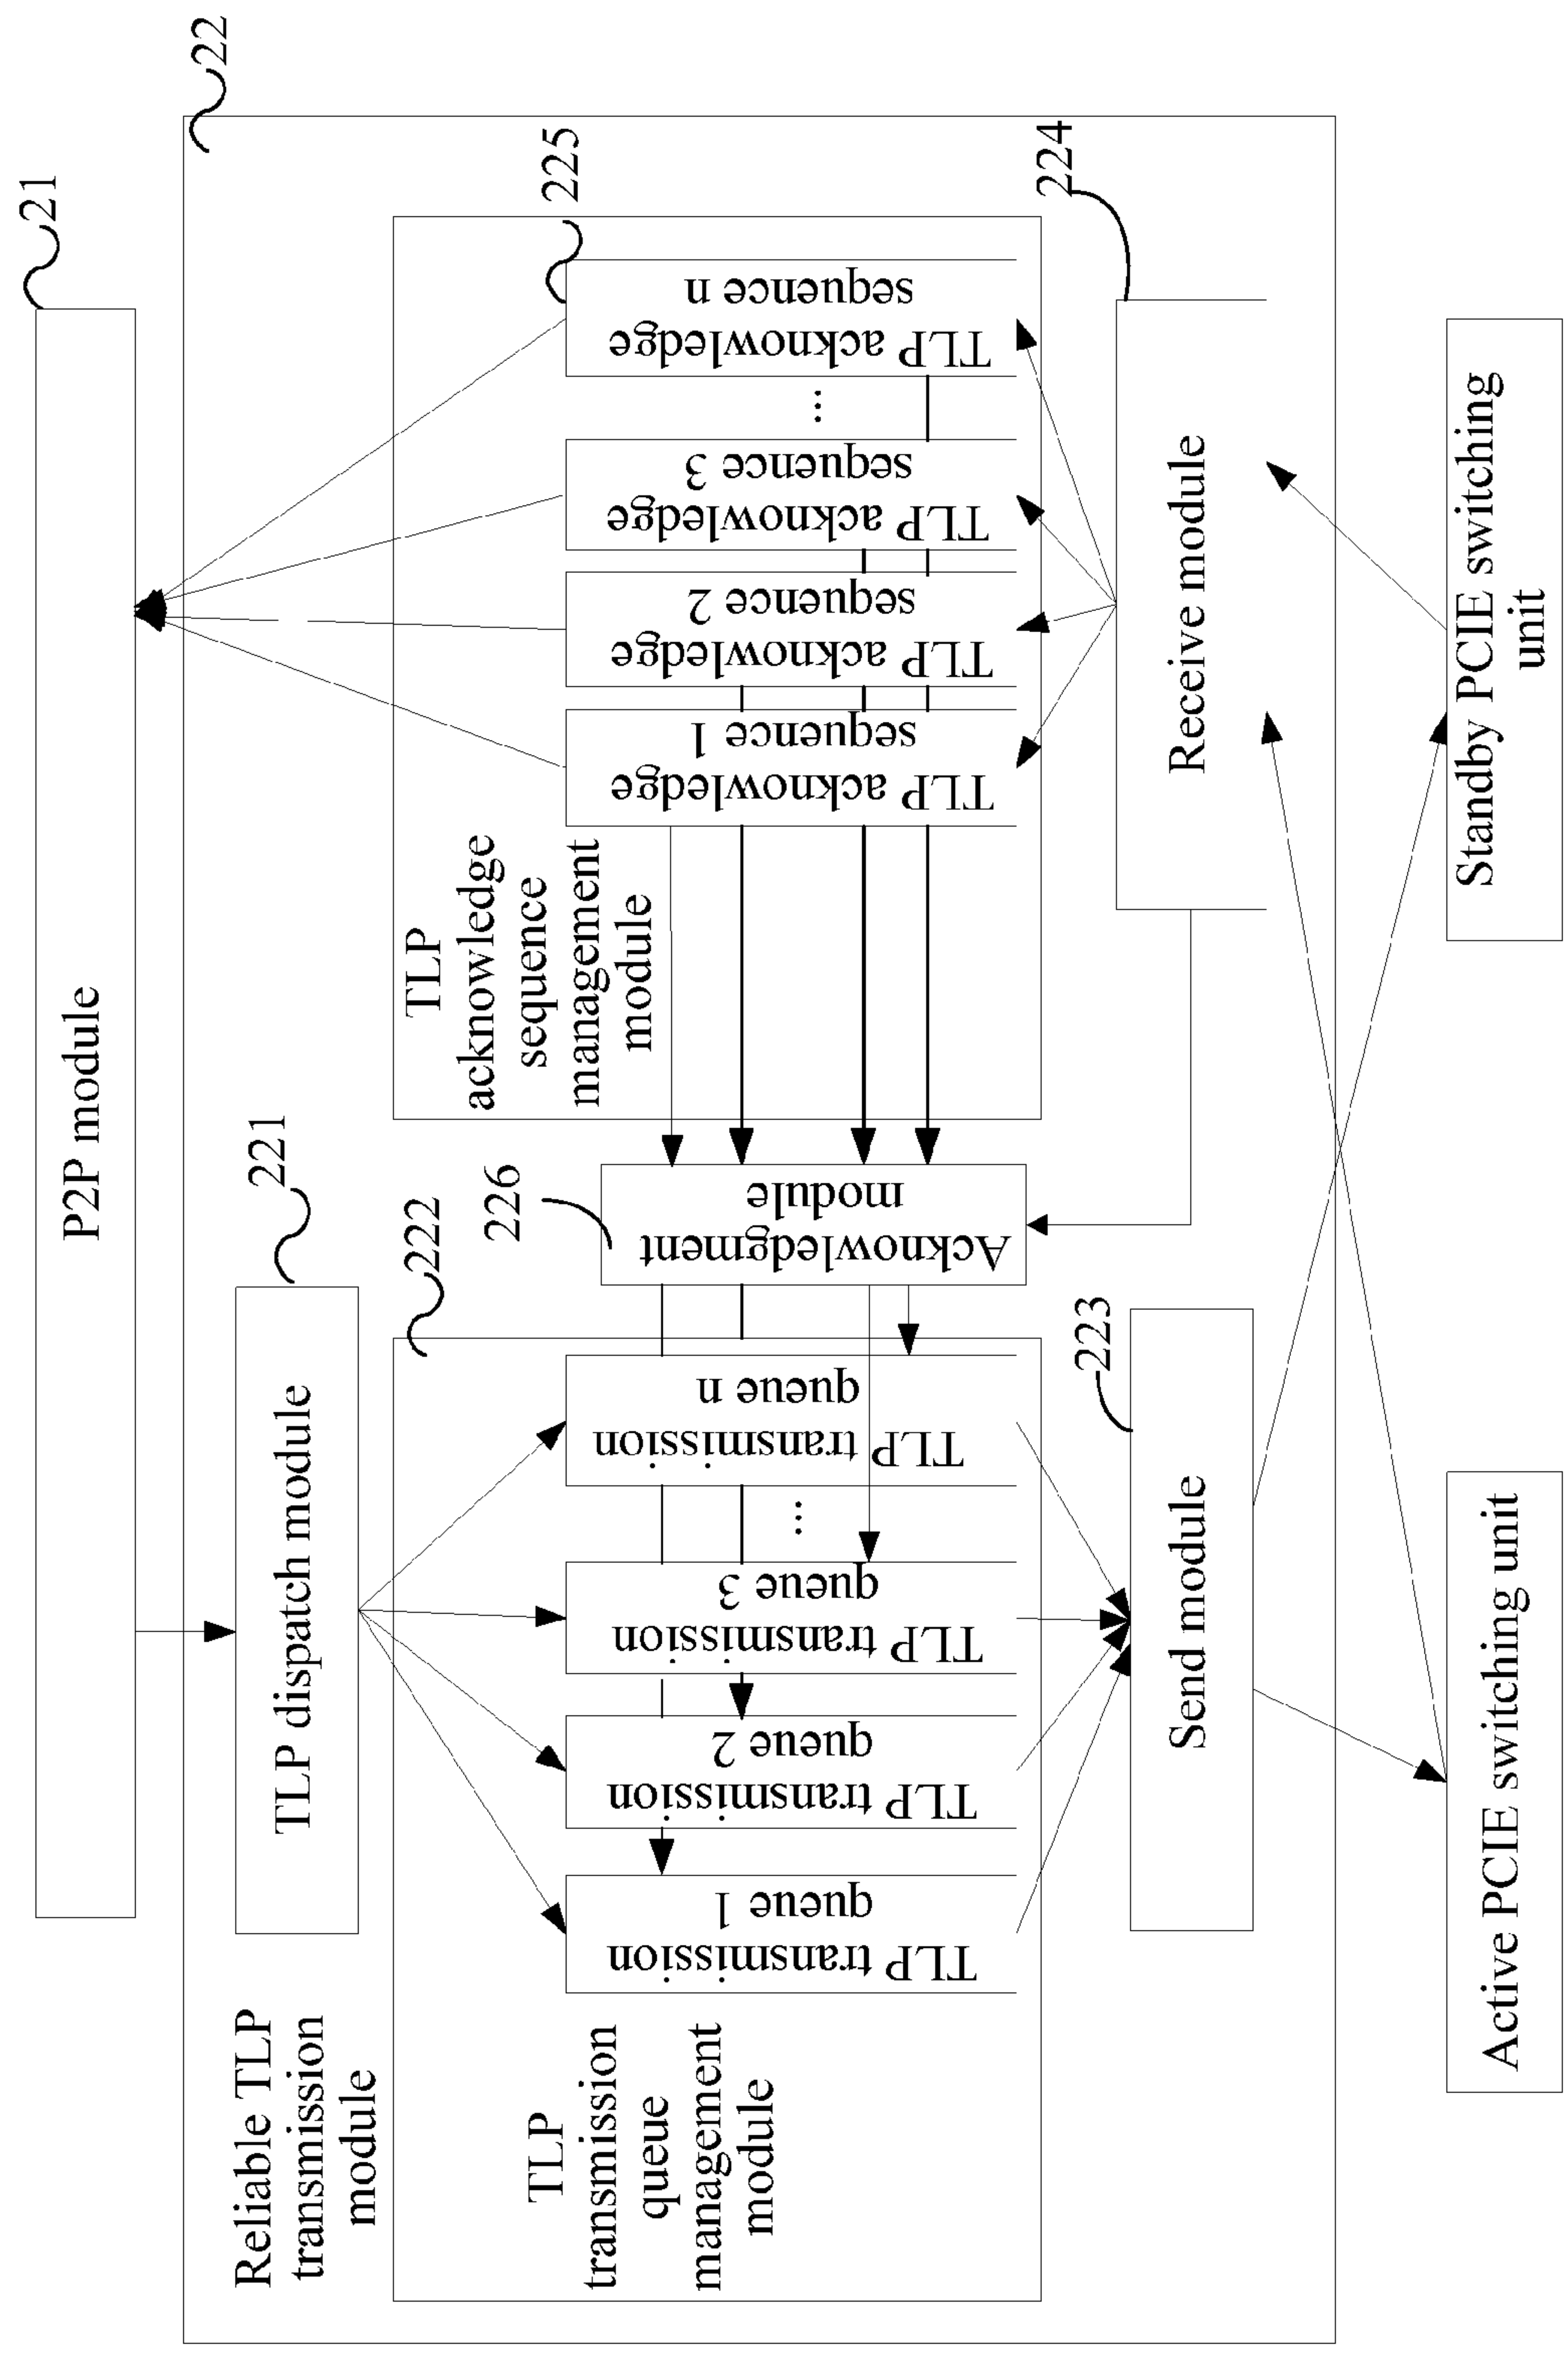 P2P module
21
22
Reliable TLP
transmission
module
TLP dispatch module
221
TLP
transmission
queue
management
module
222
TLP transmission
queue 1
TLP transmission
queue 2
TLP transmission
queue 3
...
TLP transmission
queue n
Acknowledgment
module
226
TLP
acknowledge
sequence
management
module
225
TLP acknowledge
sequence 1
TLP acknowledge
sequence 2
TLP acknowledge
sequence 3
...
TLP acknowledge
sequence n
Send module
223
Receive module
224
Active PCIE switching unit
Standby PCIE switching
unit